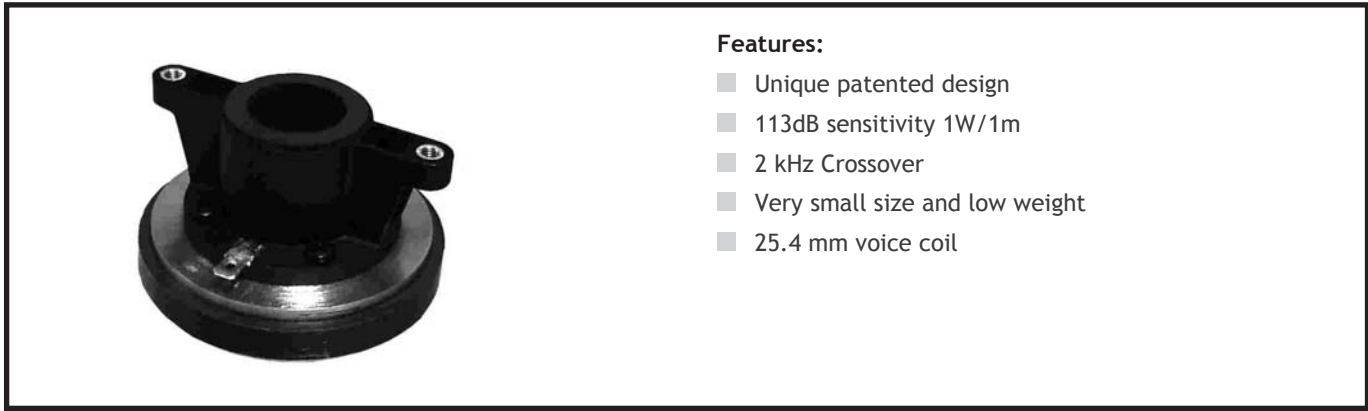 Features:
Unique patented design
113dB sensitivity 1W/1m
2 kHz Crossover
Very small size and low weight
25.4 mm voice coil